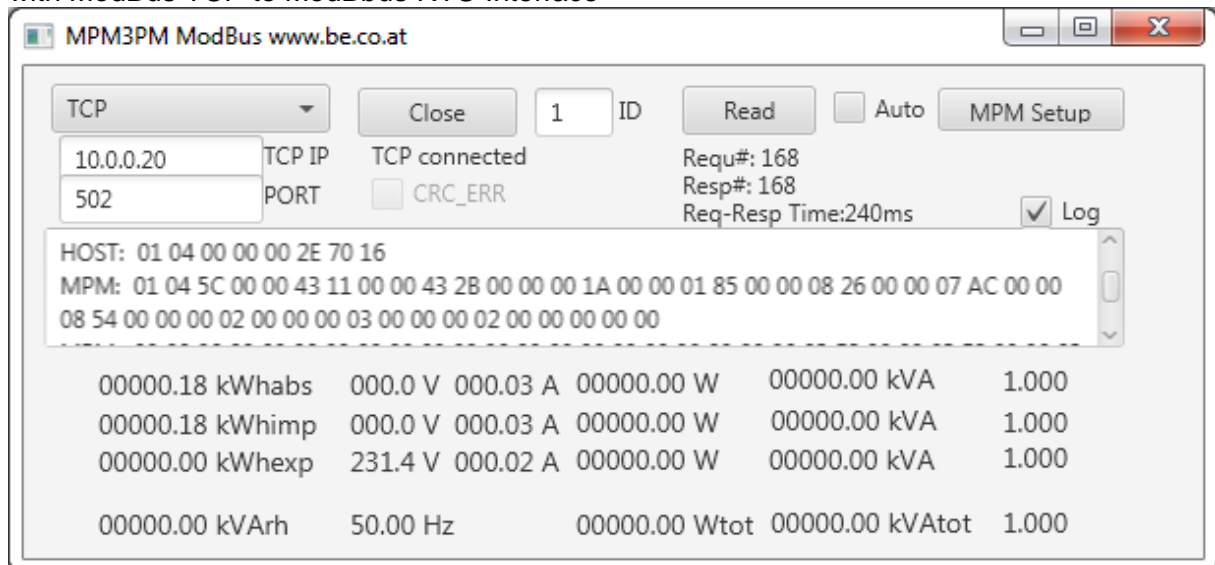 MPM3PM ModBus www.be.co.at
TCP Close 1 ID Read Auto MPM Setup
10.0.0.20 TCP IP TCP connected Requ#: 168
502 PORT CRC_ERR Resp#: 168
Req-Resp Time:240ms Log
HOST: 01 04 00 00 00 2E 70 16
MPM: 01 04 5C 00 00 43 11 00 00 43 2B 00 00 00 1A 00 00 01 85 00 00 08 26 00 00 07 AC 00 00
08 54 00 00 00 02 00 00 00 03 00 00 00 02 00 00 00 00 00
00000.18 kWhabs 000.0 V 000.03 A 00000.00 W 00000.00 kVA 1.000
00000.18 kWhimp 000.0 V 000.03 A 00000.00 W 00000.00 kVA 1.000
00000.00 kWhexp 231.4 V 000.02 A 00000.00 W 00000.00 kVA 1.000
00000.00 kVArh 50.00 Hz 00000.00 Wtot 00000.00 kVAtot 1.000